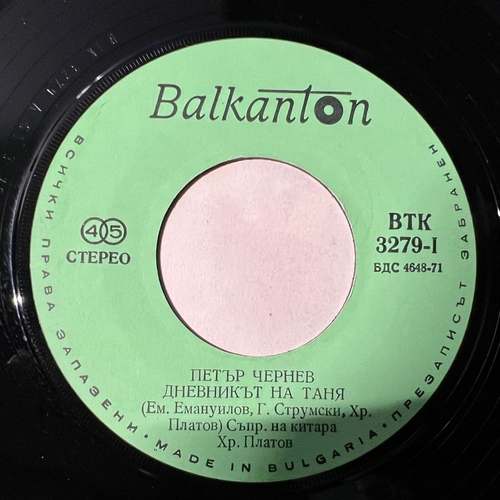 Balkanton
ВСИЧКИ ПРАВА ЗАПАЗЕНИ • MADE IN BULGARIA • ПРЕЗАПИСЪТ ЗАБРАНЕН
45
СТЕРЕО
ВТК
3279-I
БДС 4648-71
ПЕТЪР ЧЕРНЕВ
ДНЕВНИКЪТ НА ТАНЯ
(Ем. Емануилов, Г. Струмски, Хр.
Платов) Съпр. на китара
Хр. Платов